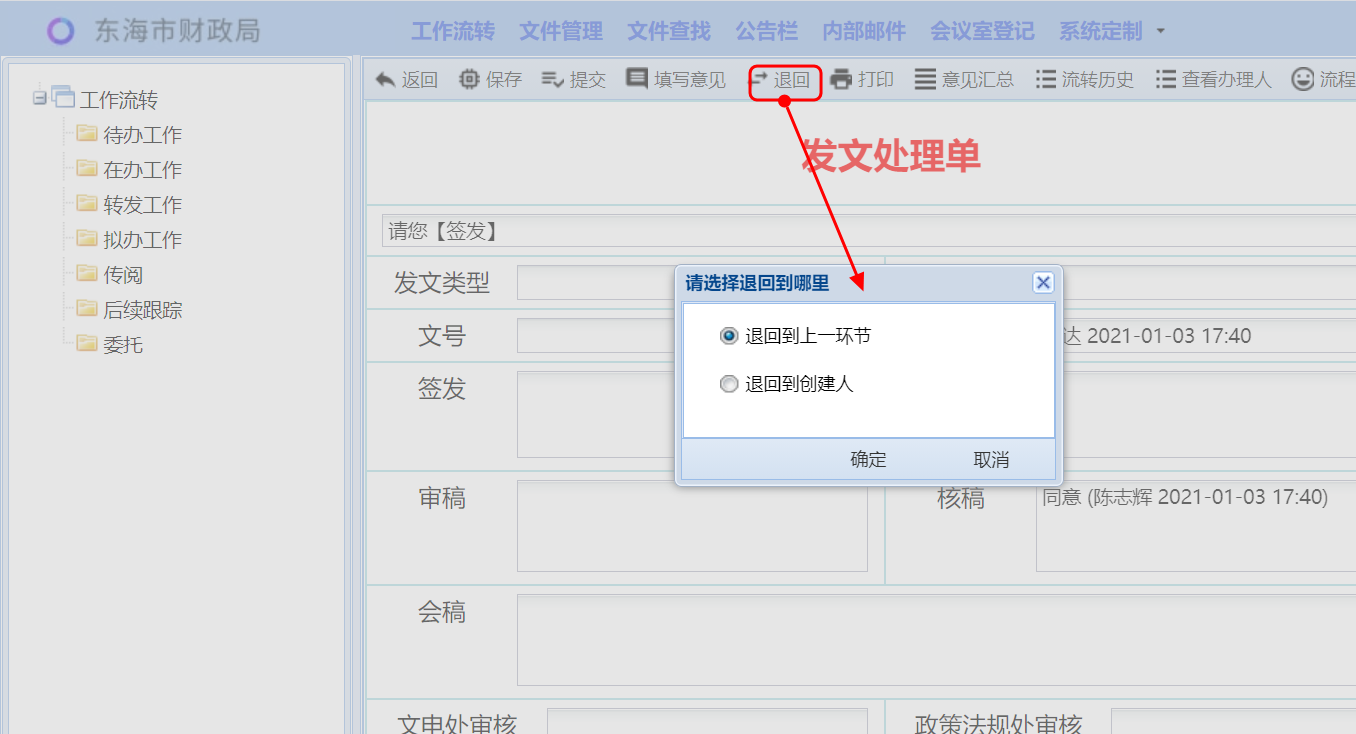 东海市财政局
工作流转 文件管理 文件查找 公告栏 内部邮件 会议室登记 系统定制
返回 保存 提交 填写意见 退回 打印 意见汇总 流转历史 查看办理人 流程
工作流转
待办工作
在办工作
转发工作
拟办工作
传阅
后续跟踪
委托
发文处理单
请您【签发】
发文类型
文号
达 2021-01-03 17:40
签发
审稿
核稿
同意 (陈志辉 2021-01-03 17:40)
会稿
文电处审核
政策法规处审核
请选择退回到哪里
退回到上一环节
退回到创建人
确定 取消